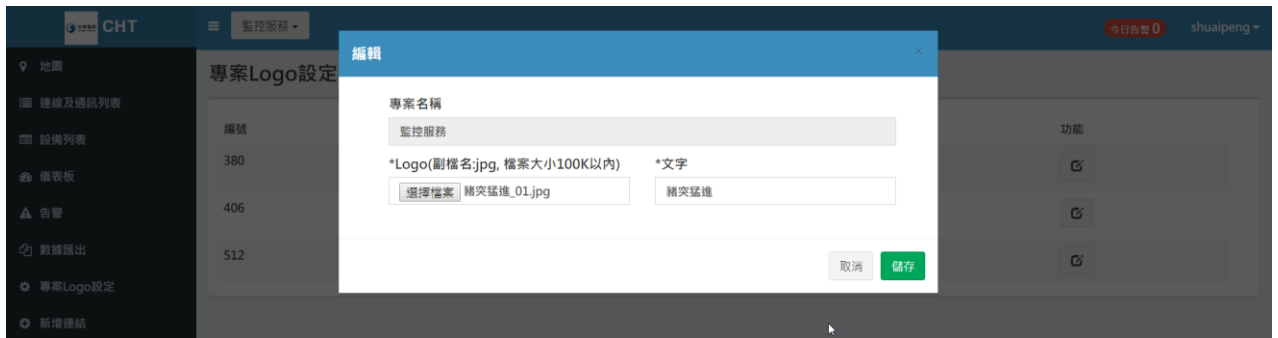 CHT
監控服務
今日告警 0
shuaipeng
地圖
連線及通訊列表
設備列表
儀表板
告警
數據匯出
專案Logo設定
新增連結
專案Logo設定
編號
功能
380
406
512
編輯
×
專案名稱
監控服務
*Logo(副檔名:jpg, 檔案大小100K以內)
*文字
選擇檔案 豬突猛進_01.jpg
豬突猛進
取消
儲存